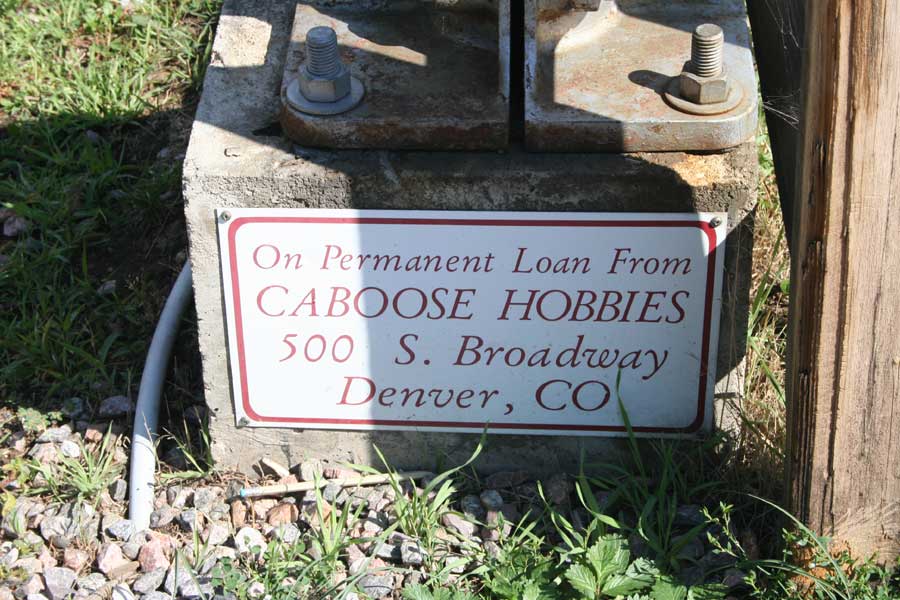 On Permanent Loan From
CABOOSE HOBBIES
500 S. Broadway
Denver, CO